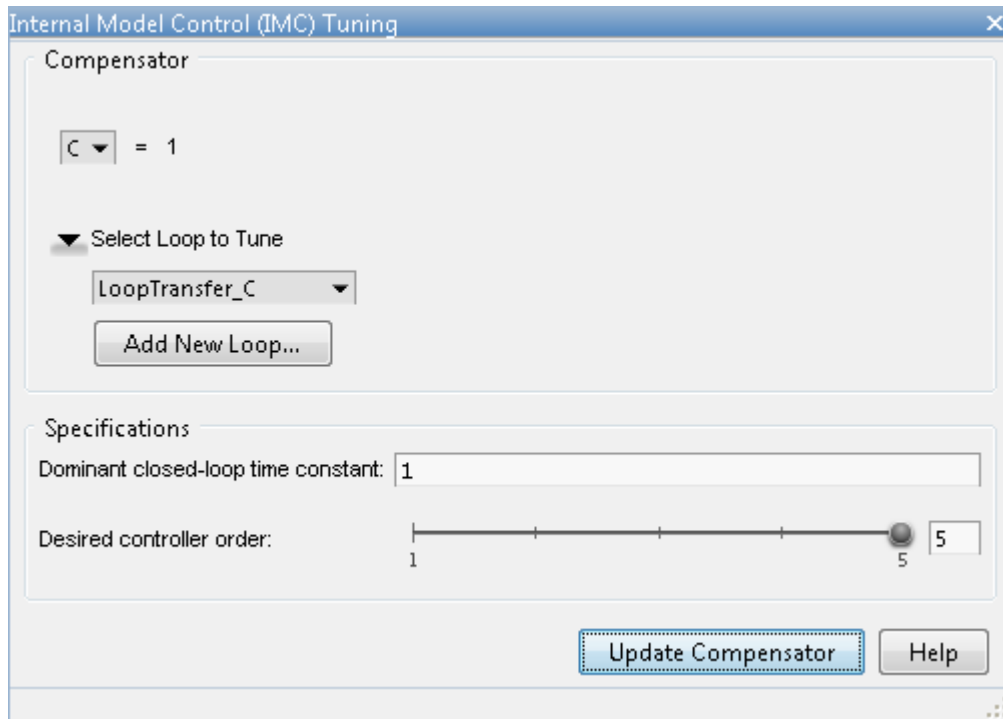 Internal Model Control (IMC) Tuning
Compensator
C = 1
Select Loop to Tune
LoopTransfer_C
Add New Loop...
Specifications
Dominant closed-loop time constant: 1
Desired controller order: 5
1 5
Update Compensator Help